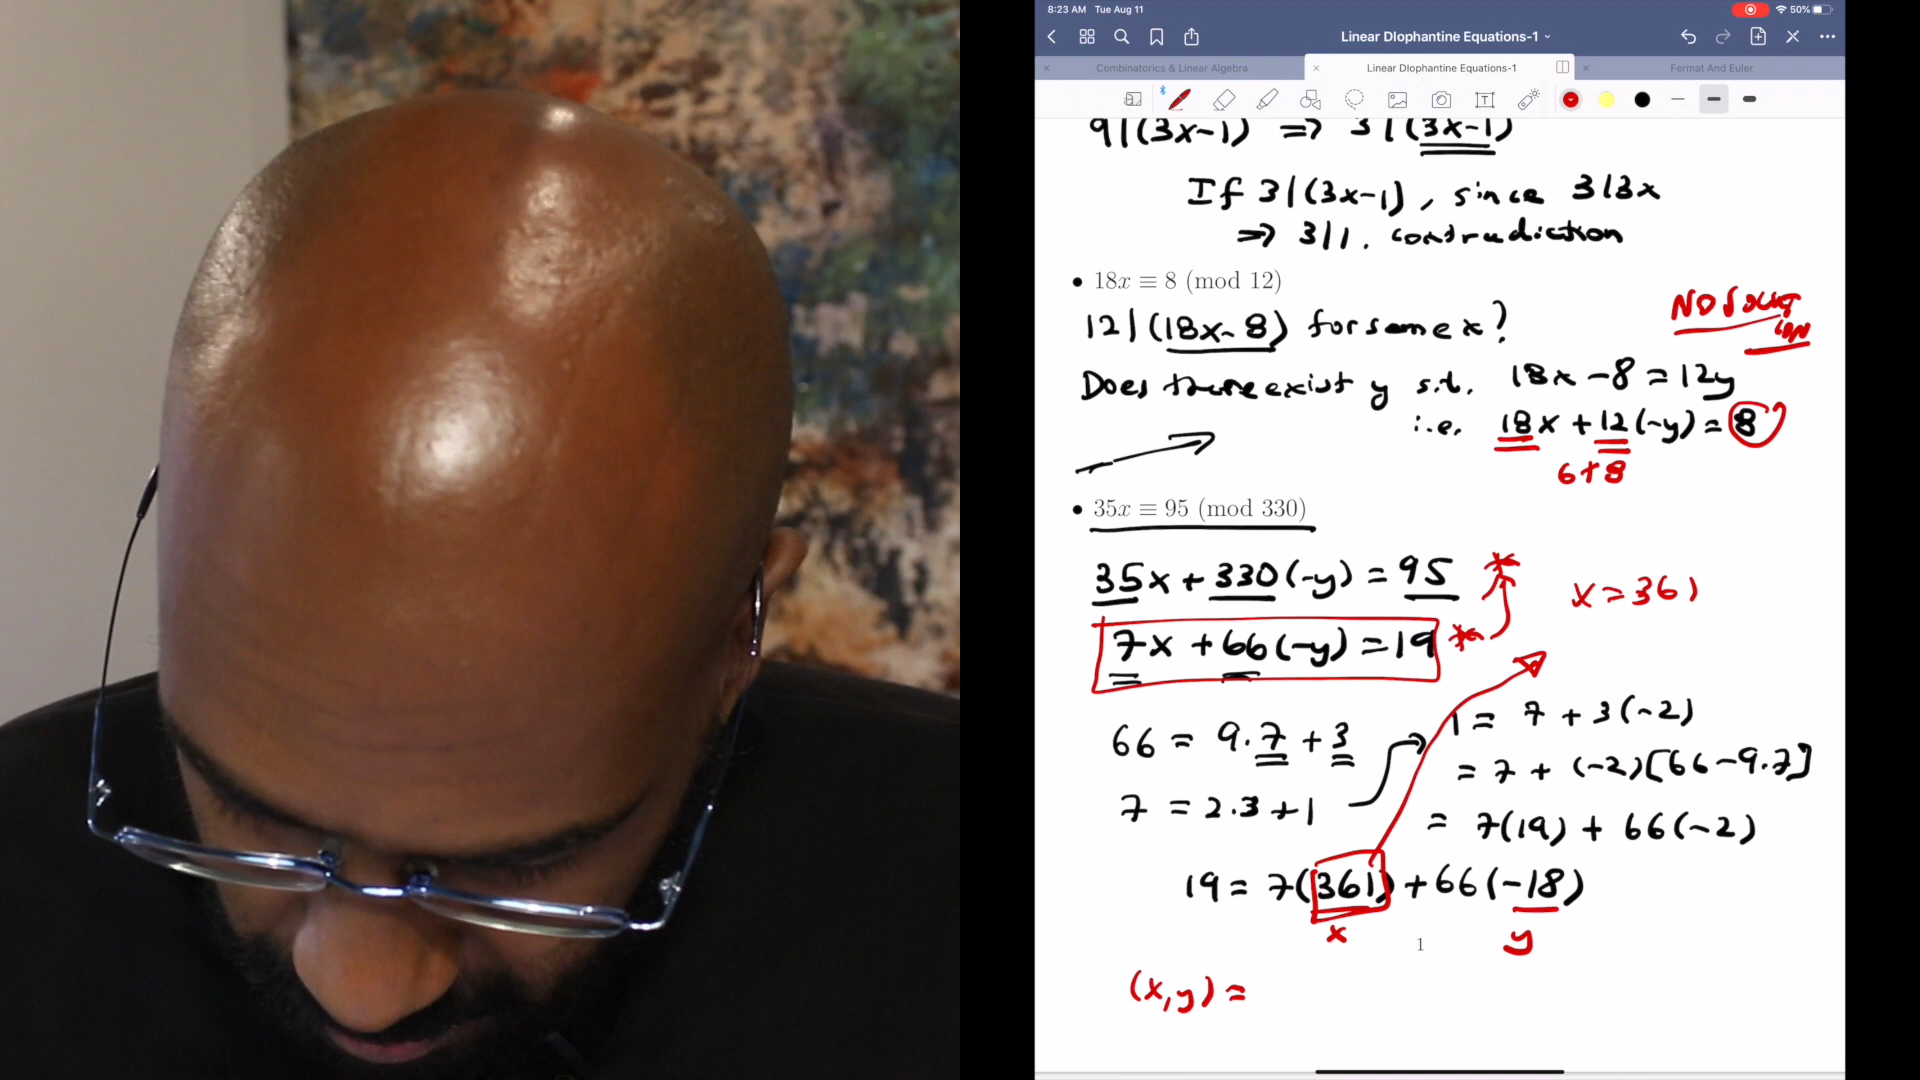 8:23 AM Tue Aug 11
50%
Linear DIophantine Equations-1
Combinatorics & Linear Algebra
Linear DIophantine Equations-1
Fermat And Euler
9|(3x-1) => 3|(3x-1)
If 3|(3x-1), since 3|3x
=> 3|1. contradiction
• 18x ≡ 8 (mod 12)
12|(18x-8) for some x?
NO Solut
ion
Does there exist y s.t. 18x - 8 = 12y
i.e. 18x + 12(-y) = 8
6∤8
• 35x ≡ 95 (mod 330)
35x + 330(-y) = 95 *
x = 361
7x + 66(-y) = 19 *
1 = 7 + 3(-2)
66 = 9.7 + 3
= 7 + (-2)[66-9.7]
7 = 2.3 + 1
= 7(19) + 66(-2)
19 = 7(361) + 66(-18)
x y
1
(x,y) =